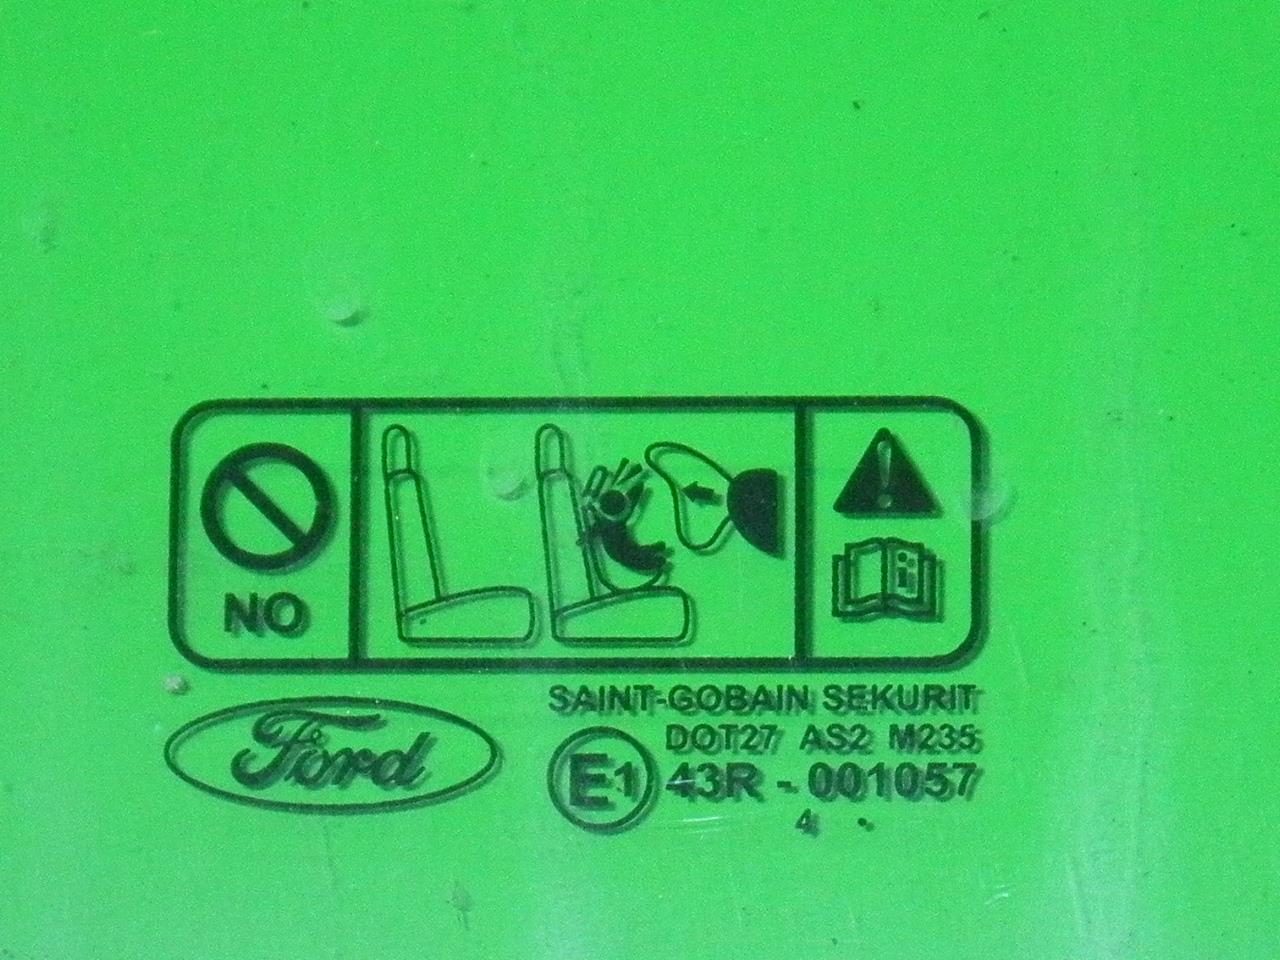 NO
Ford
SAINT-GOBAIN SEKURIT
DOT27 AS2 M235
E1 43R - 001057
4 .